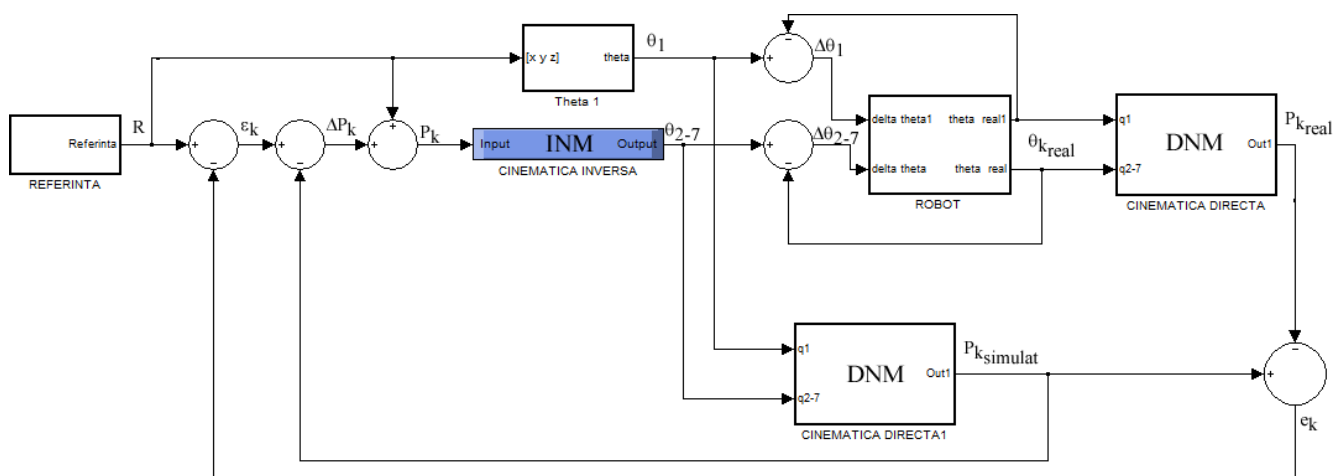 θ1
Δθ1
[x y z] theta
Theta 1
Referinta
REFERINTA
R
εk
ΔPk
Pk
Input INM Output
CINEMATICA INVERSA
θ2-7
Δθ2-7
delta theta1 theta real1
delta theta theta real
ROBOT
θkreal
q1
DNM
Out1
q2-7
CINEMATICA DIRECTA
Pkreal
q1
DNM
Out1
q2-7
CINEMATICA DIRECTA1
Pksimulat
ek